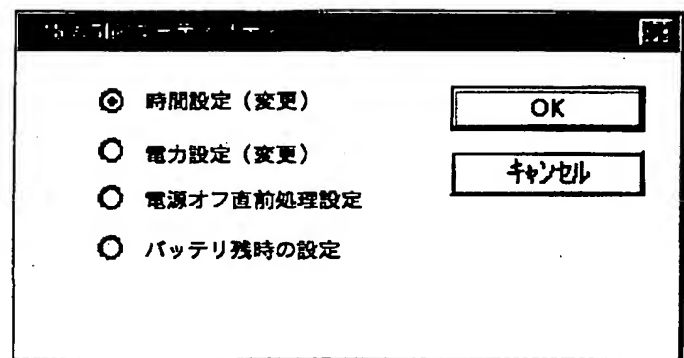 時間設定（変更）
OK
電力設定（変更）
キャンセル
電源オフ直前処理設定
バッテリ残時の設定